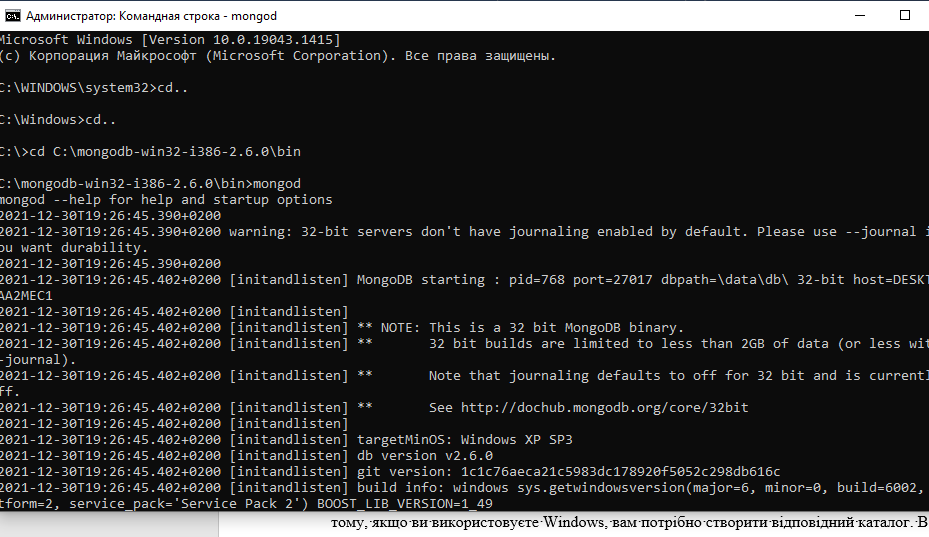 Администратор: Командная строка - mongod
Microsoft Windows [Version 10.0.19043.1415]
(c) Корпорация Майкрософт (Microsoft Corporation). Все права защищены.
C:\WINDOWS\system32>cd..
C:\Windows>cd..
C:\>cd C:\mongodb-win32-i386-2.6.0\bin
C:\mongodb-win32-i386-2.6.0\bin>mongod
mongod --help for help and startup options
2021-12-30T19:26:45.390+0200
2021-12-30T19:26:45.390+0200 warning: 32-bit servers don't have journaling enabled by default. Please use --journal i
ou want durability.
2021-12-30T19:26:45.390+0200
2021-12-30T19:26:45.402+0200 [initandlisten] MongoDB starting : pid=768 port=27017 dbpath=\data\db\ 32-bit host=DESKT
AA2MEC1
2021-12-30T19:26:45.402+0200 [initandlisten]
2021-12-30T19:26:45.402+0200 [initandlisten] ** NOTE: This is a 32 bit MongoDB binary.
2021-12-30T19:26:45.402+0200 [initandlisten] **       32 bit builds are limited to less than 2GB of data (or less wit
-journal).
2021-12-30T19:26:45.402+0200 [initandlisten] **       Note that journaling defaults to off for 32 bit and is currentl
ff.
2021-12-30T19:26:45.402+0200 [initandlisten] **       See http://dochub.mongodb.org/core/32bit
2021-12-30T19:26:45.402+0200 [initandlisten]
2021-12-30T19:26:45.402+0200 [initandlisten] targetMinOS: Windows XP SP3
2021-12-30T19:26:45.402+0200 [initandlisten] db version v2.6.0
2021-12-30T19:26:45.402+0200 [initandlisten] git version: 1c1c76aeca21c5983dc178920f5052c298db616c
2021-12-30T19:26:45.402+0200 [initandlisten] build info: windows sys.getwindowsversion(major=6, minor=0, build=6002,
tform=2, service_pack='Service Pack 2') BOOST_LIB_VERSION=1_49
тому, якщо ви використовуєте Windows, вам потрібно створити відповідний каталог. В